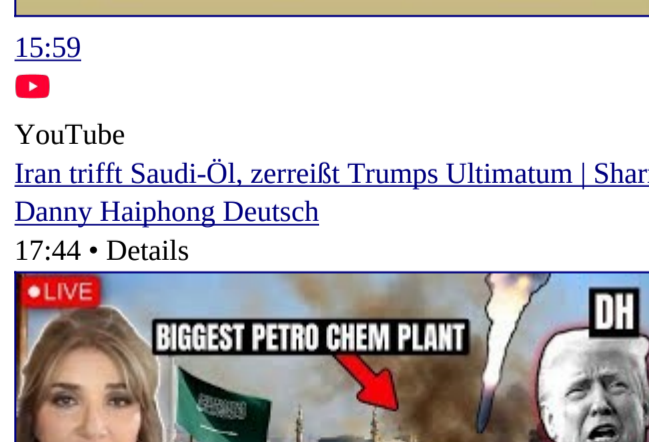 15:59
YouTube
Iran trifft Saudi-Öl, zerreißt Trumps Ultimatum |
Danny Haiphong Deutsch
17:44 • Details
LIVE
DH
BIGGEST PETRO CHEM PLANT